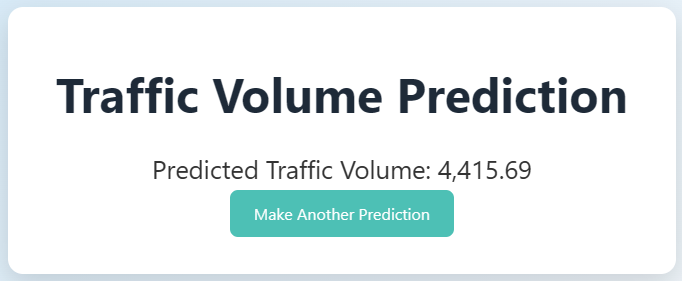 Traffic Volume Prediction
Predicted Traffic Volume: 4,415.69
Make Another Prediction